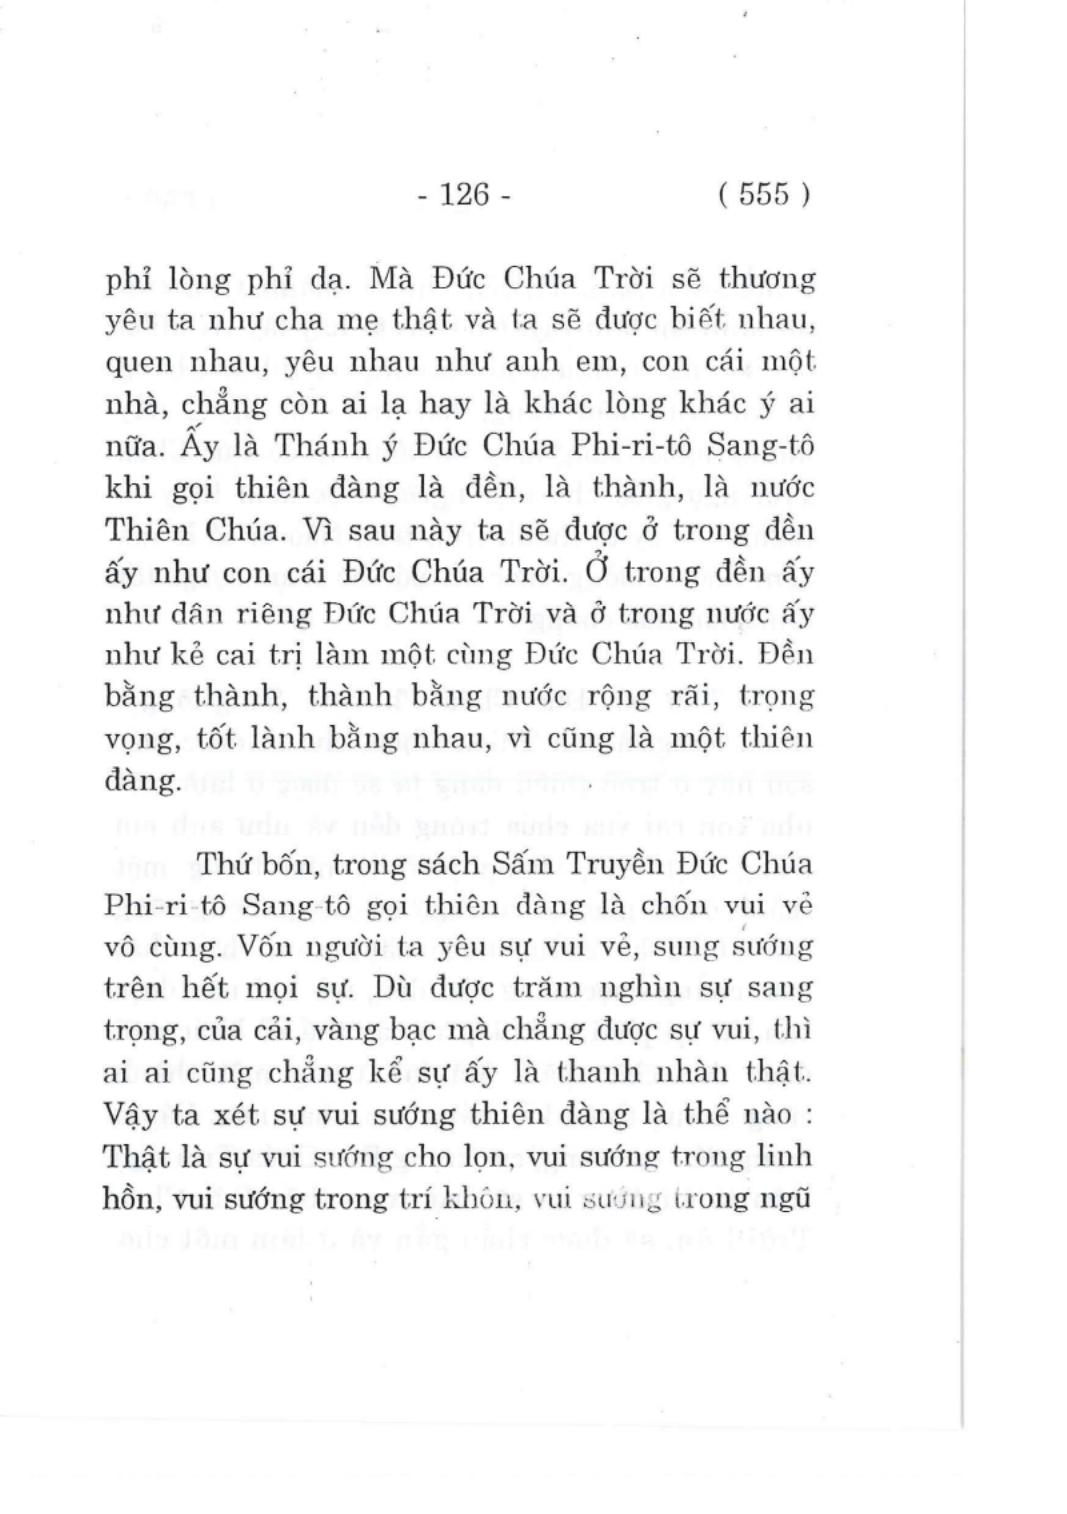 - 126 - ( 555 )
phỉ lòng phỉ dạ. Mà Đức Chúa Trời sẽ thương
yêu ta như cha mẹ thật và ta sẽ được biết nhau,
quen nhau, yêu nhau như anh em, con cái một
nhà, chẳng còn ai lạ hay là khác lòng khác ý ai
nữa. Ấy là Thánh ý Đức Chúa Phi-ri-tô Sang-tô
khi gọi thiên đàng là đền, là thành, là nước
Thiên Chúa. Vì sau này ta sẽ được ở trong đền
ấy như con cái Đức Chúa Trời. Ở trong đền ấy
như dân riêng Đức Chúa Trời và ở trong nước ấy
như kẻ cai trị làm một cùng Đức Chúa Trời. Đền
bằng thành, thành bằng nước rộng rãi, trọng
vọng, tốt lành bằng nhau, vì cũng là một thiên
đàng.
Thứ bốn, trong sách Sấm Truyền Đức Chúa
Phi-ri-tô Sang-tô gọi thiên đàng là chốn vui vẻ
vô cùng. Vốn người ta yêu sự vui vẻ, sung sướng
trên hết mọi sự. Dù được trăm nghìn sự sang
trọng, của cải, vàng bạc mà chẳng được sự vui, thì
ai ai cũng chẳng kể sự ấy là thanh nhàn thật.
Vậy ta xét sự vui sướng thiên đàng là thể nào :
Thật là sự vui sướng cho lọn, vui sướng trong linh
hồn, vui sướng trong trí khôn, vui sướng trong ngũ